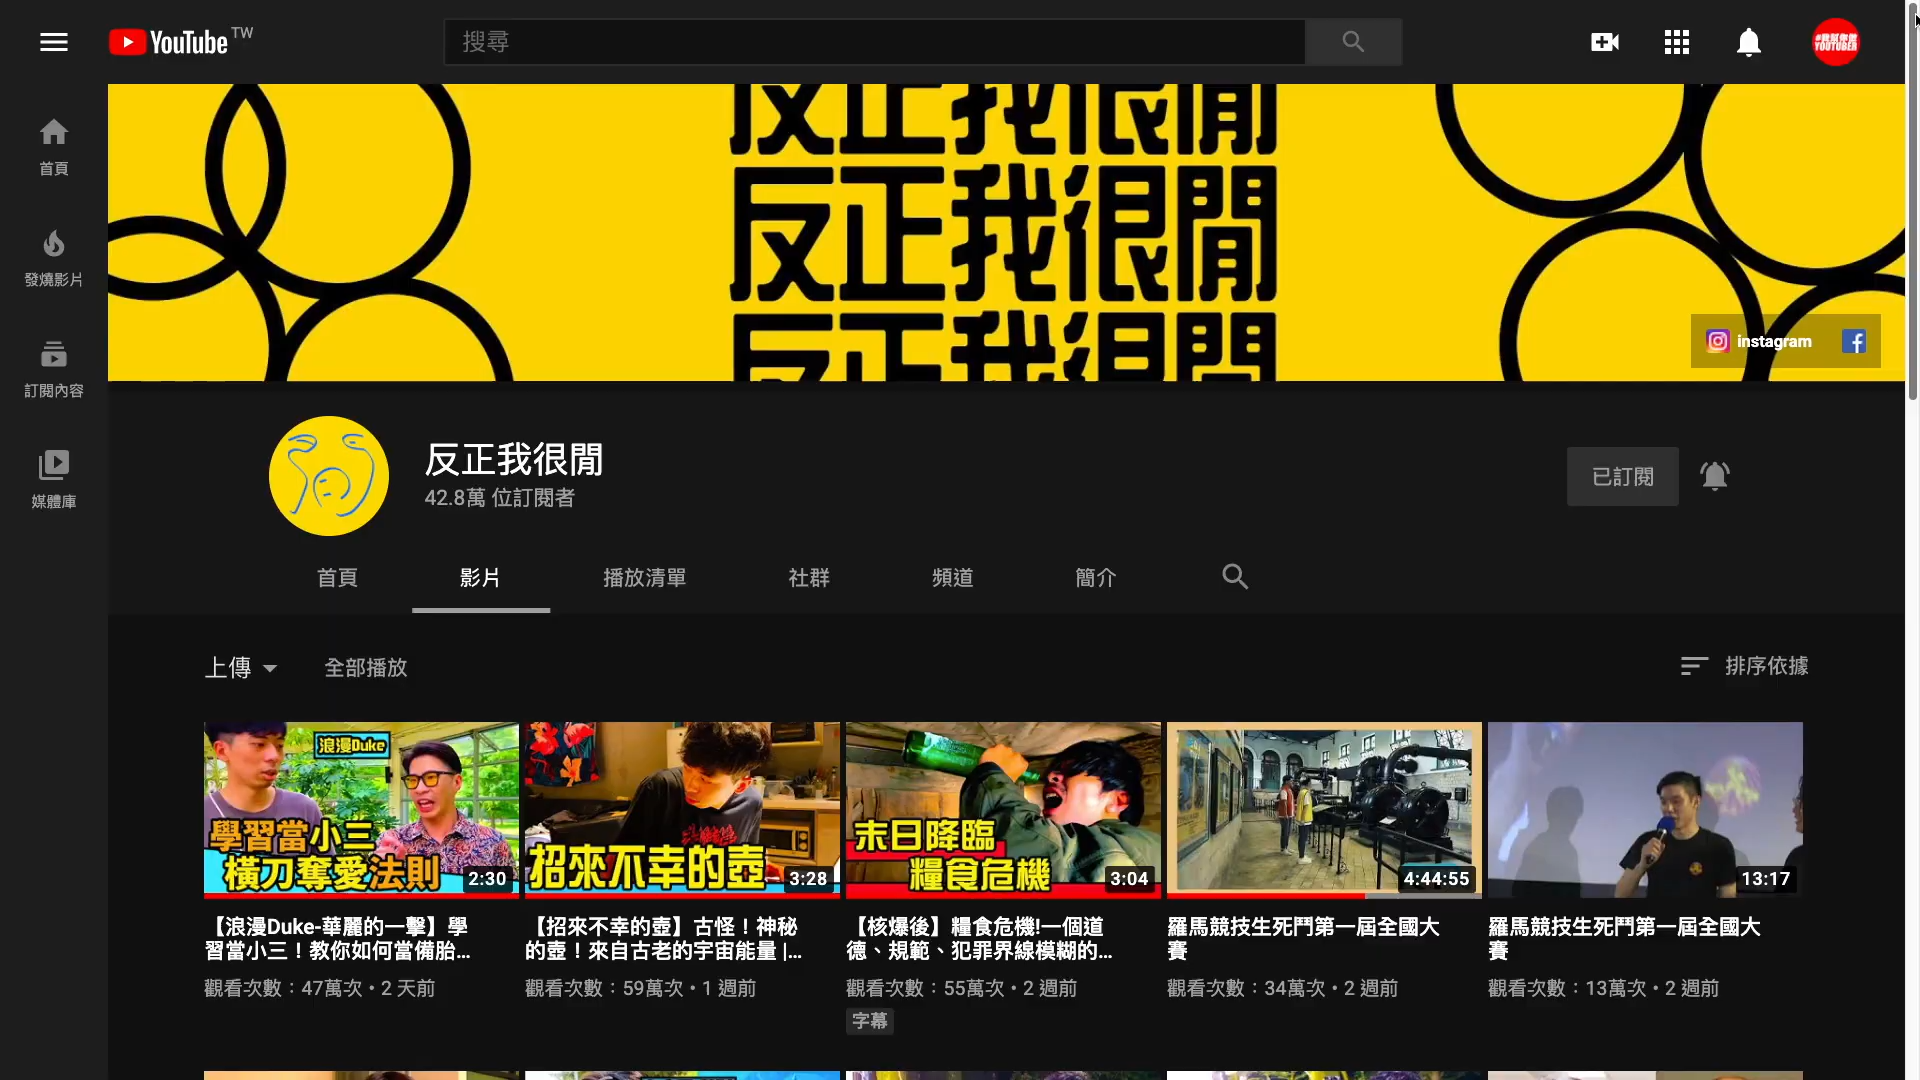 YouTube TW
搜尋
#我幫你做
YOUTUBER
首頁
發燒影片
訂閱內容
媒體庫
反正我很閒
反正我很閒
反正我很閒
instagram
反正我很閒
42.8萬 位訂閱者
已訂閱
首頁
影片
播放清單
社群
頻道
簡介
上傳
全部播放
排序依據
浪漫Duke
學習當小三
橫刀奪愛法則
2:30
招來不幸的壺
3:28
末日降臨
糧食危機
3:04
4:44:55
13:17
【浪漫Duke-華麗的一擊】學
習當小三！教你如何當備胎...
觀看次數：47萬次 • 2 天前
【招來不幸的壺】古怪！神秘
的壺！來自古老的宇宙能量 |...
觀看次數：59萬次 • 1 週前
【核爆後】糧食危機!一個道
德、規範、犯罪界線模糊的...
觀看次數：55萬次 • 2 週前
字幕
羅馬競技生死鬥第一屆全國大
賽
觀看次數：34萬次 • 2 週前
羅馬競技生死鬥第一屆全國大
賽
觀看次數：13萬次 • 2 週前